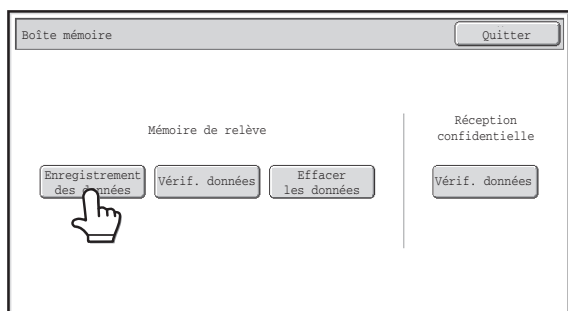 Boîte mémoire
Quitter
Mémoire de relève
Réception
confidentielle
Enregistrement
des données
Vérif. données
Effacer
les données
Vérif. données